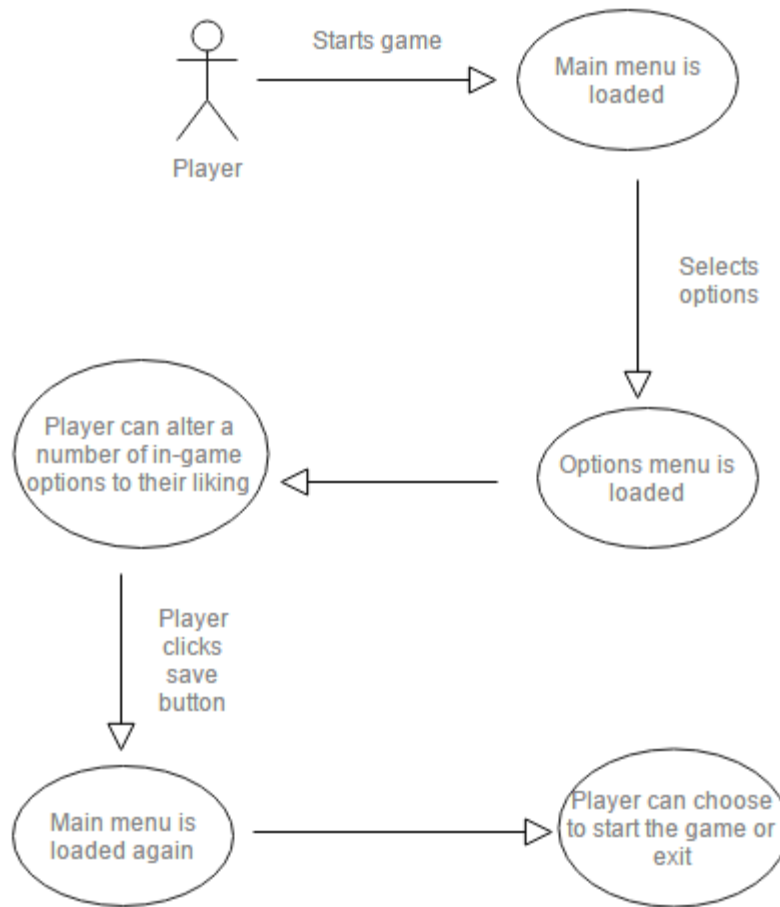 Starts game
Main menu is
loaded
Player
Selects
options
Options menu is
loaded
Player can alter a
number of in-game
options to their liking
Player
clicks
save
button
Main menu is
loaded again
Player can choose
to start the game or
exit